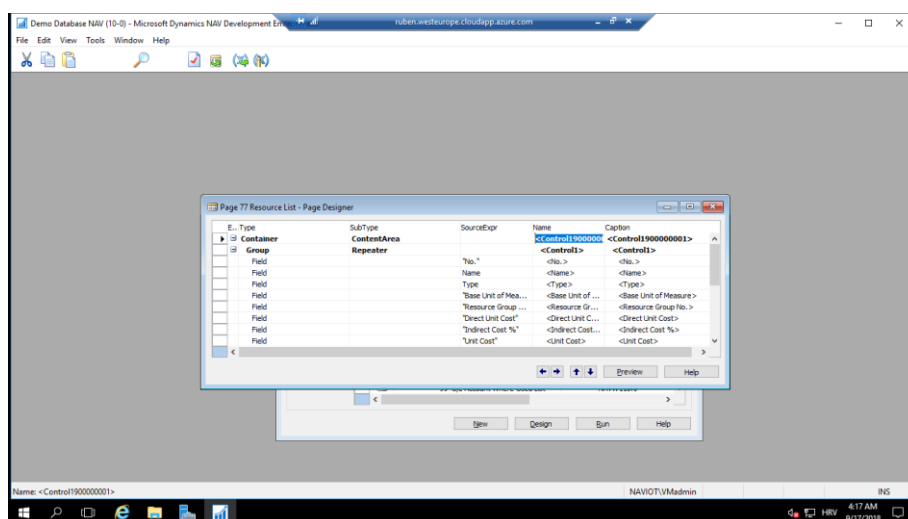 Demo Database NAV (10-0) - Microsoft Dynamics NAV Development En
ruben.westeurope.cloudapp.azure.com
File Edit View Tools Window Help
Page 77 Resource List - Page Designer
E.. Type SubType SourceExpr Name Caption
Container ContentArea <Control19000000 <Control1900000001>
Group Repeater <Control1> <Control1>
Field "No." <No.> <No.>
Field Name <Name> <Name>
Field Type <Type> <Type>
Field "Base Unit of Mea... <Base Unit of ... <Base Unit of Measure>
Field "Resource Group ... <Resource Gr... <Resource Group No.>
Field "Direct Unit Cost" <Direct Unit C... <Direct Unit Cost>
Field "Indirect Cost %" <Indirect Cost... <Indirect Cost %>
Field "Unit Cost" <Unit Cost> <Unit Cost>
Preview Help
New Design Run Help
Name: <Control1900000001> NAVIOT\VMadmin INS
HRV 4:17 AM
9/17/2018